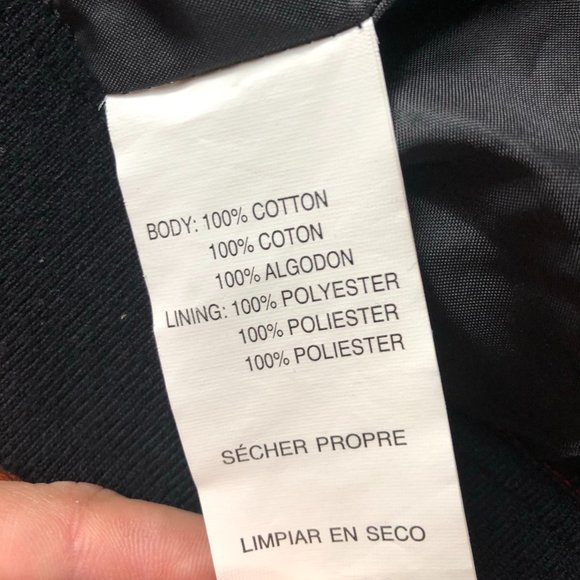 BODY: 100% COTTON
100% COTON
100% ALGODON
LINING: 100% POLYESTER
100% POLIESTER
100% POLIESTER
SÉCHER PROPRE
LIMPIAR EN SECO